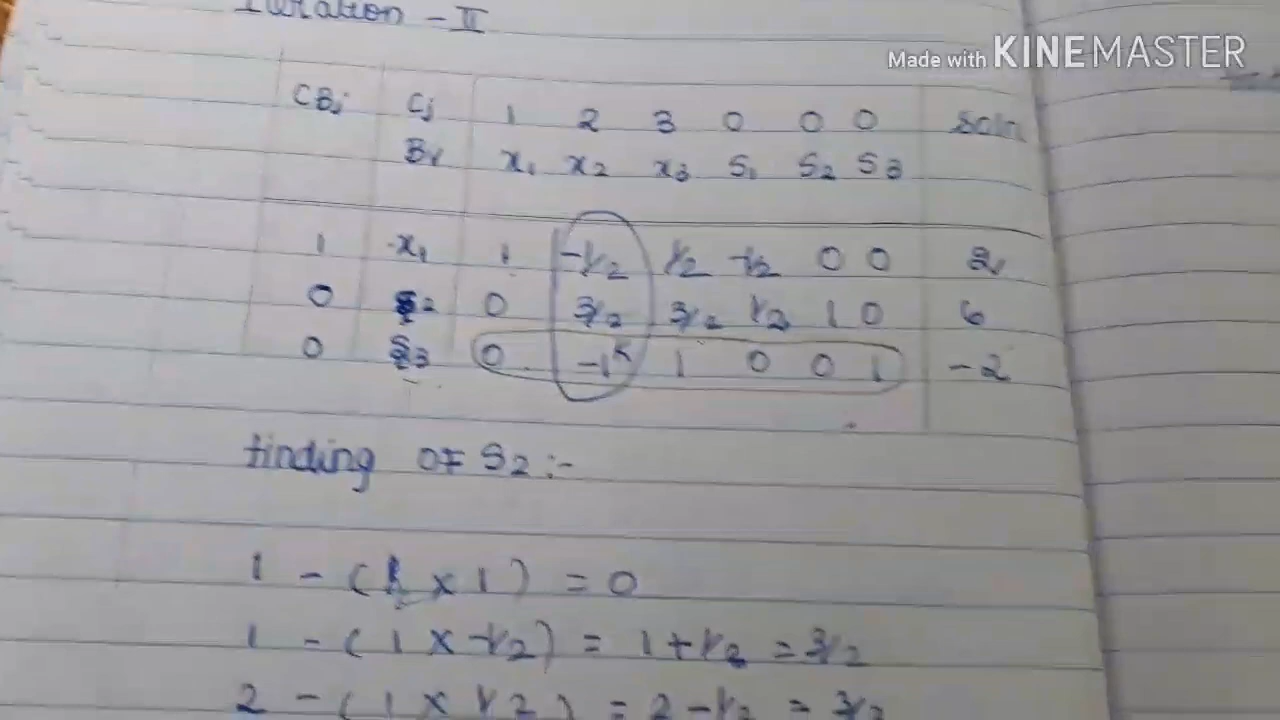 Iteration - II
Made with KINEMASTER
CBi Cj 1 2 3 0 0 0 Soln
BV x₁ x₂ x₃ S₁ S₂ S₃
1 x₁ 1 -1/2 1/2 -1/2 0 0 2
0 S₂ 0 3/2 3/2 1/2 1 0 6
0 S₃ 0 -1 1 0 0 1 -2
finding OF S₂ :-
1 - (1 x 1) = 0
1 - (1 x -1/2) = 1 + 1/2 = 3/2
2 - (1 x 1/2) = 2 - 1/2 = 3/2